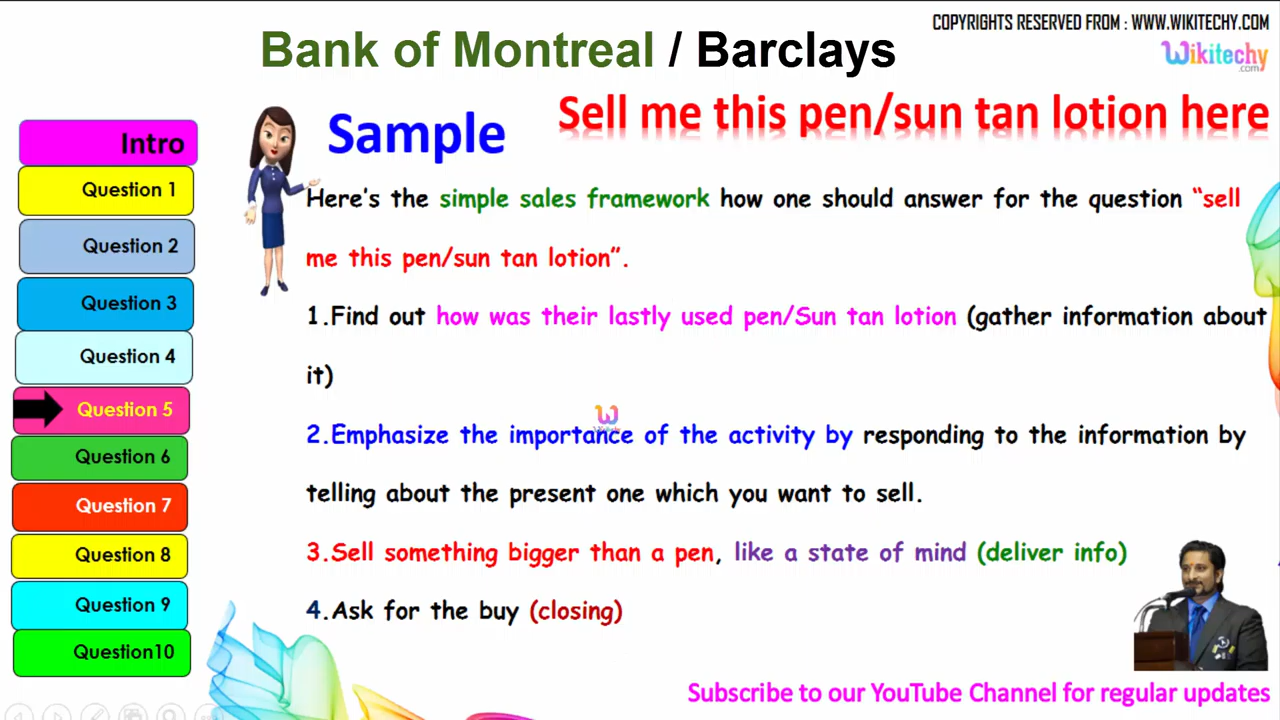 COPYRIGHTS RESERVED FROM : WWW.WIKITECHY.COM
Bank of Montreal / Barclays
Wikitechy
.com
Sell me this pen/sun tan lotion here
Sample
Intro
Question 1
Question 2
Question 3
Question 4
Question 5
Question 6
Question 7
Question 8
Question 9
Question10
Here's the simple sales framework how one should answer for the question “sell
me this pen/sun tan lotion”.
1.Find out how was their lastly used pen/Sun tan lotion (gather information about
it)
2.Emphasize the importance of the activity by responding to the information by
telling about the present one which you want to sell.
3.Sell something bigger than a pen, like a state of mind (deliver info)
4.Ask for the buy (closing)
Subscribe to our YouTube Channel for regular updates